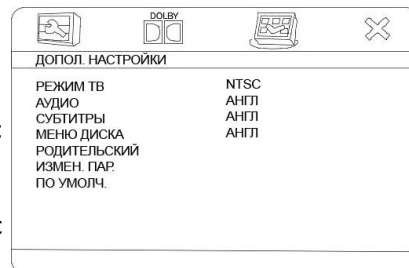 DOLBY
ДОПОЛ. НАСТРОЙКИ
РЕЖИМ ТВ NTSC
АУДИО АНГЛ
СУБТИТРЫ АНГЛ
МЕНЮ ДИСКА АНГЛ
РОДИТЕЛЬСКИЙ
ИЗМЕН. ПАР.
ПО УМОЛЧ.